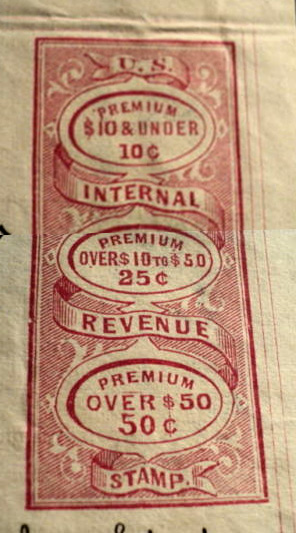 U.S.
PREMIUM
$10 & UNDER
10¢
INTERNAL
PREMIUM
OVER $10 TO $50
25¢
REVENUE
PREMIUM
OVER $50
50¢
STAMP.